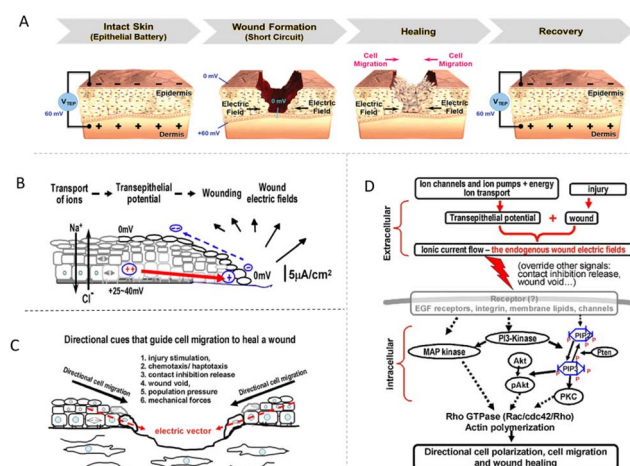 A
Intact Skin
(Epithelial Battery)
Wound Formation
(Short Circuit)
Healing
Recovery
Cell
Migration
Cell
Migration
0 mV
VTEP
60 mV
Epidermis
Dermis
0 mV
Electric
Field
Electric
Field
+60 mV
Electric
Field
Electric
Field
VTEP
60 mV
Epidermis
Dermis
B
Transport
of ions
Transepithelial
potential
Wounding
Wound
electric fields
Na+
Cl-
0mV
+25~40mV
0mV
5μA/cm2
C
Directional cues that guide cell migration to heal a wound
Directional cell migration
1. injury stimulation,
2. chemotaxis/ haptotaxis
3. contact inhibition release
4. wound void,
5. population pressure
6. mechanical forces
Directional cell migration
electric vector
D
Extracellular
Ion channels and ion pumps + energy
Ion transport
injury
Transepithelial potential
+
wound
Ionic current flow – the endogenous wound electric fields
(override other signals:
contact inhibition release,
wound void...)
Receptor (?)
EGF receptors, integrin, membrane lipids, channels
intracellular
MAP kinase
PI3-Kinase
PIP2
P
P
Akt
PIP3
P
P
P
Pten
pAkt
PKC
Rho GTPase (Rac/cdc42/Rho)
Actin polymerization
Directional cell polarization, cell migration
and wound healing